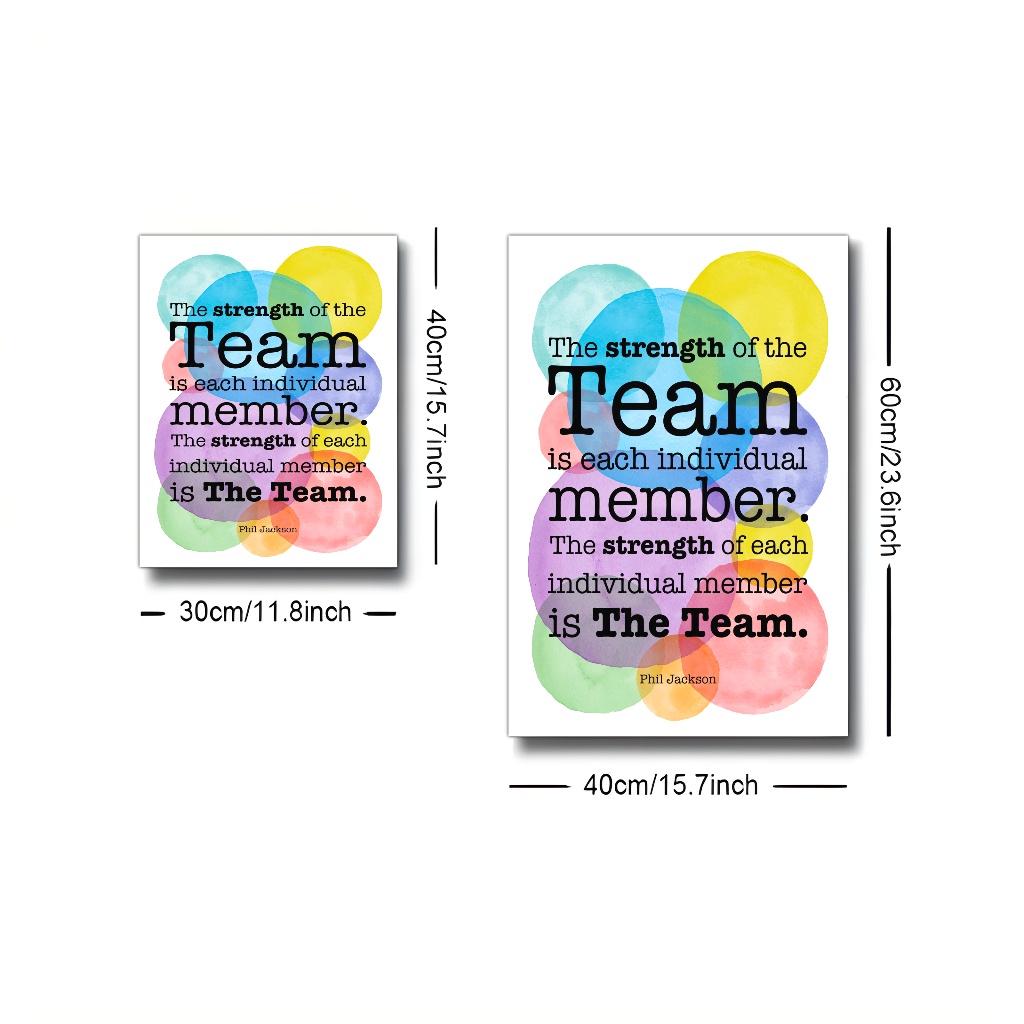 The strength of the
Team
is each individual
member.
The strength of each
individual member
is The Team.
Phil Jackson
40cm/15.7inch
30cm/11.8inch
The strength of the
Team
is each individual
member.
The strength of each
individual member
is The Team.
Phil Jackson
60cm/23.6inch
40cm/15.7inch